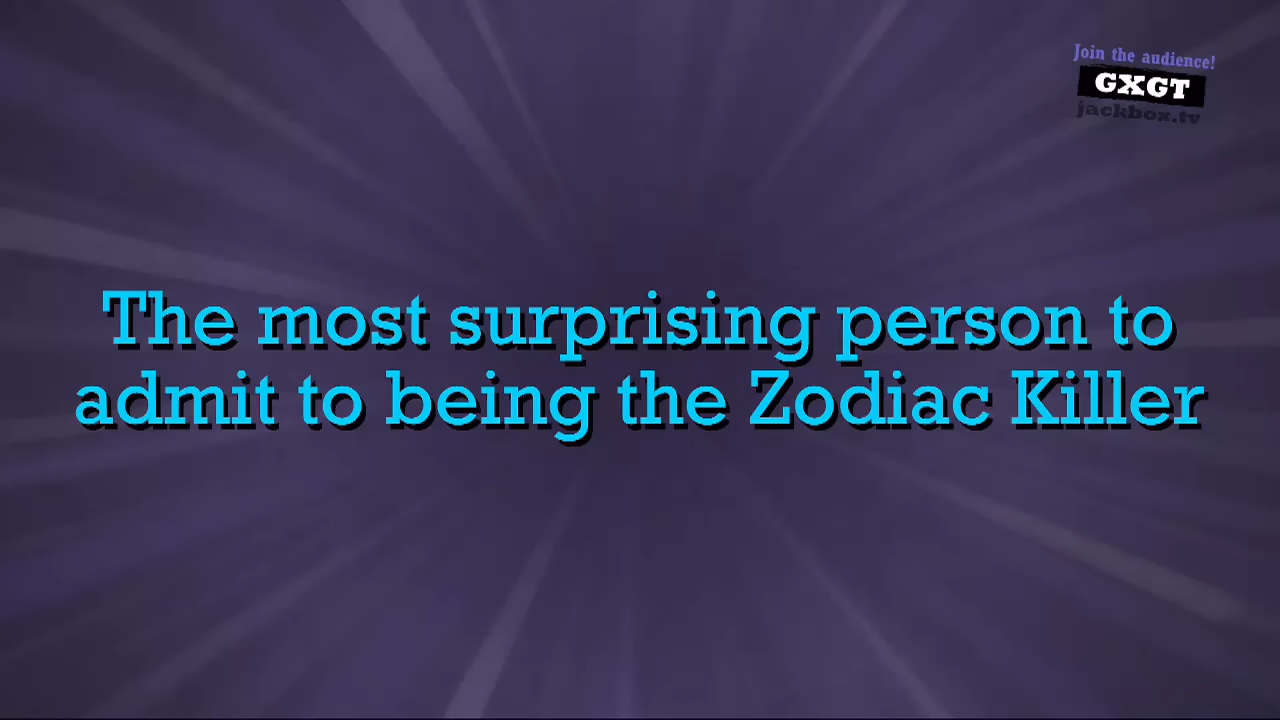 Join the audience!
GXGT
jackbox.tv
The most surprising person to
admit to being the Zodiac Killer